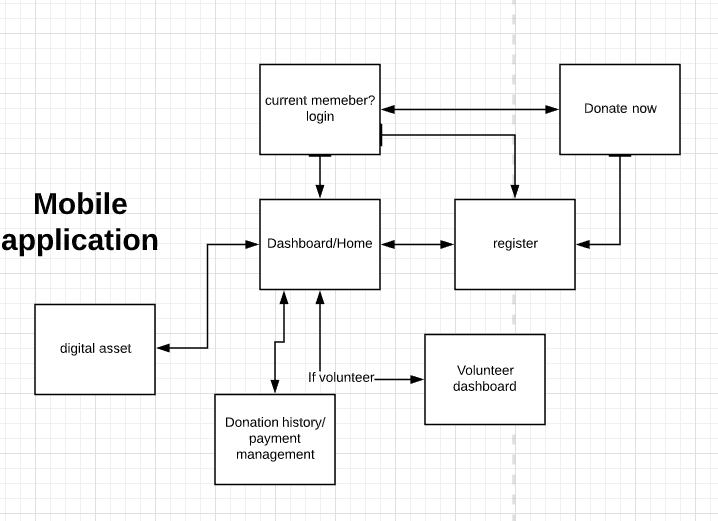 current memeber?
login
Donate now
Mobile
application
Dashboard/Home
register
digital asset
If volunteer
Volunteer
dashboard
Donation history/
payment
management